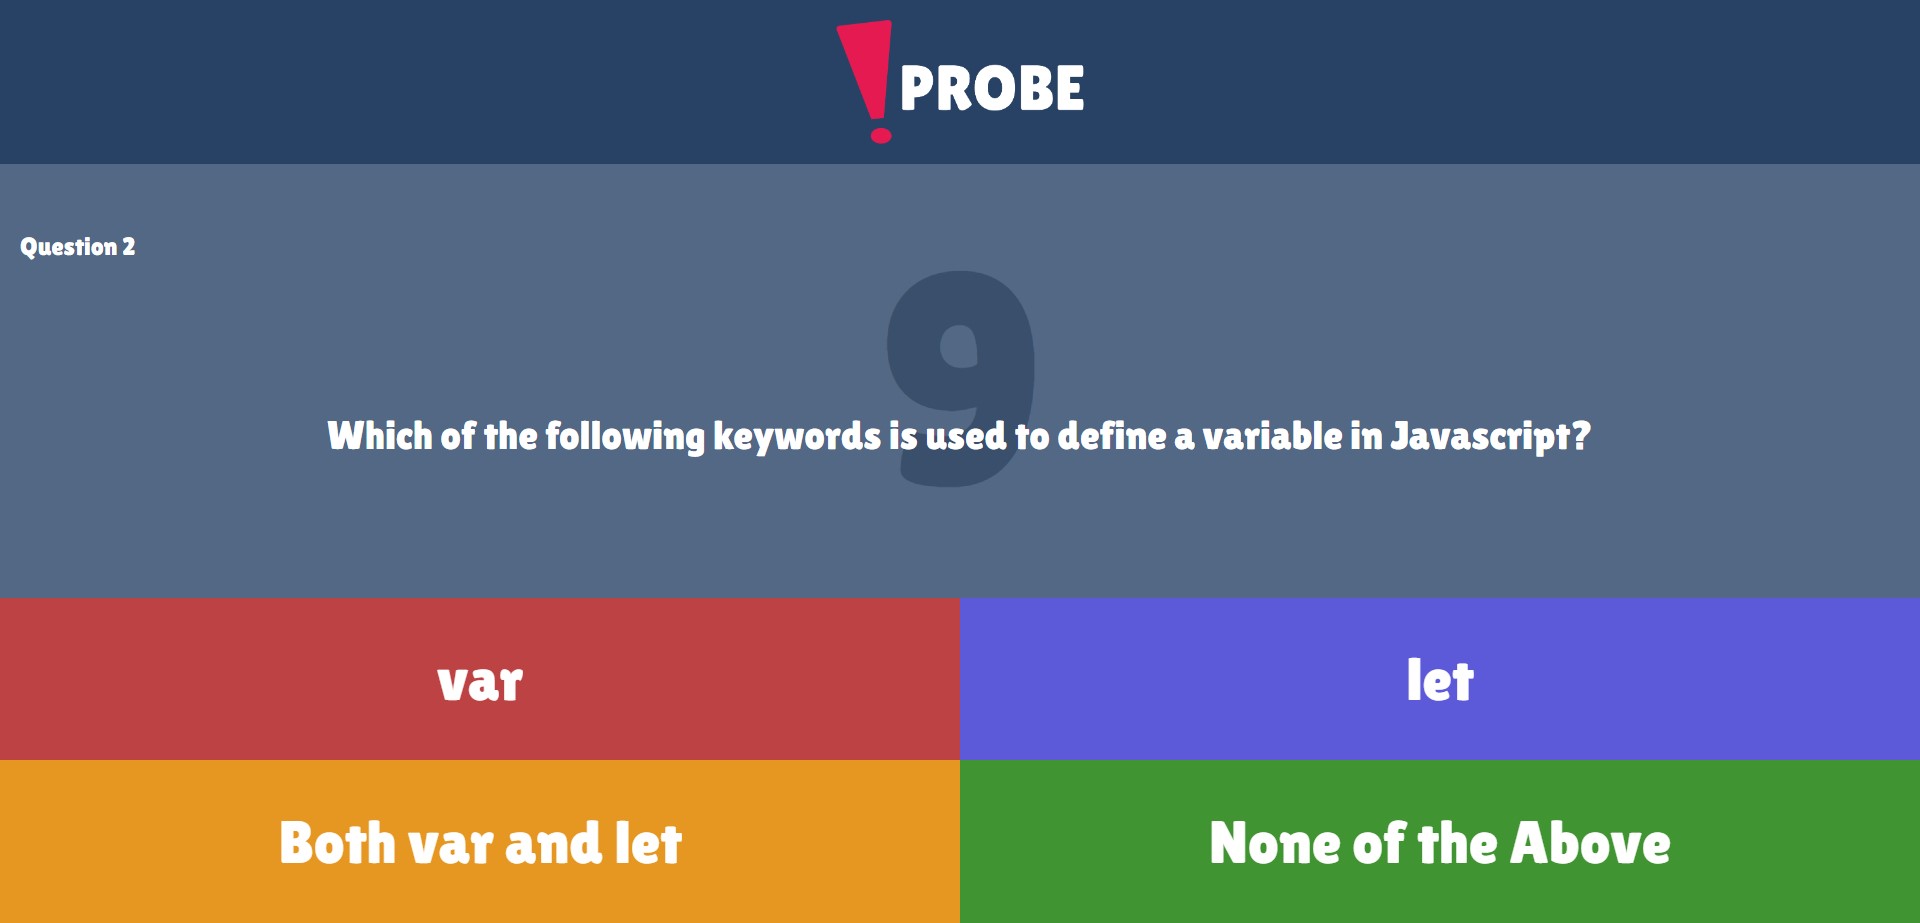 !PROBE
Question 2
9
Which of the following keywords is used to define a variable in Javascript?
var
let
Both var and let
None of the Above